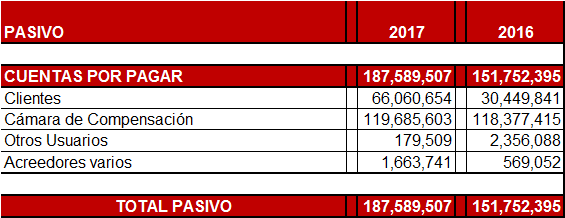 PASIVO 2017 2016
CUENTAS POR PAGAR 187,589,507 151,752,395
Clientes 66,060,654 30,449,841
Cámara de Compensación 119,685,603 118,377,415
Otros Usuarios 179,509 2,356,088
Acreedores varios 1,663,741 569,052
TOTAL PASIVO 187,589,507 151,752,395